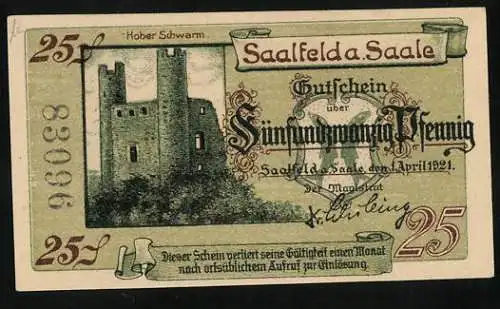 25₰
Hoher Schwarm
Saalfeld a. Saale
Gutschein
über
Fünfundzwanzig Pfennig
Saalfeld a. Saale, den 1. April 1921.
Der Magistrat
83096
25₰
25
Dieser Schein verliert seine Gültigkeit einen Monat
nach ortsüblichem Aufruf zur Einlösung.